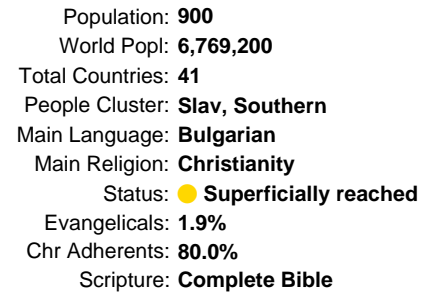 Population: 900
World Popl: 6,769,200
Total Countries: 41
People Cluster: Slav, Southern
Main Language: Bulgarian
Main Religion: Christianity
Status: Superficially reached
Evangelicals: 1.9%
Chr Adherents: 80.0%
Scripture: Complete Bible